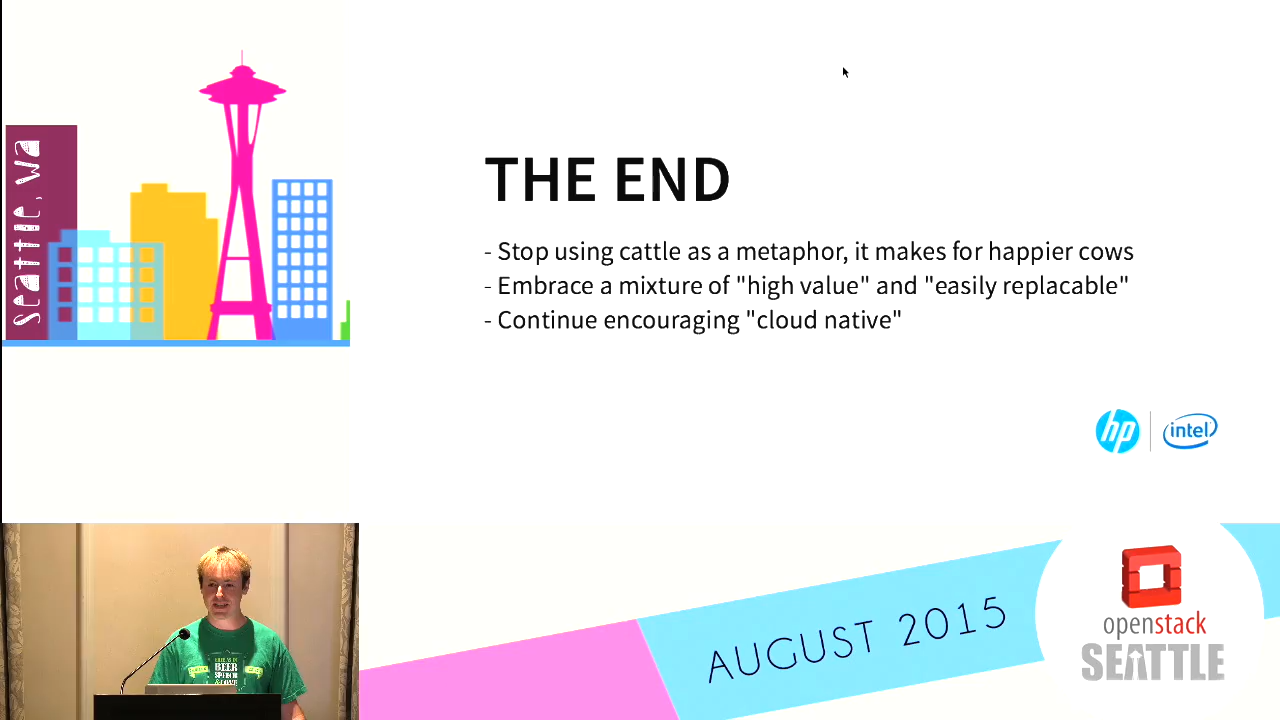 seattle, wa
THE END
- Stop using cattle as a metaphor, it makes for happier cows
- Embrace a mixture of "high value" and "easily replacable"
- Continue encouraging "cloud native"
hp
intel
BEER
AUGUST 2015
openstack
SEATTLE